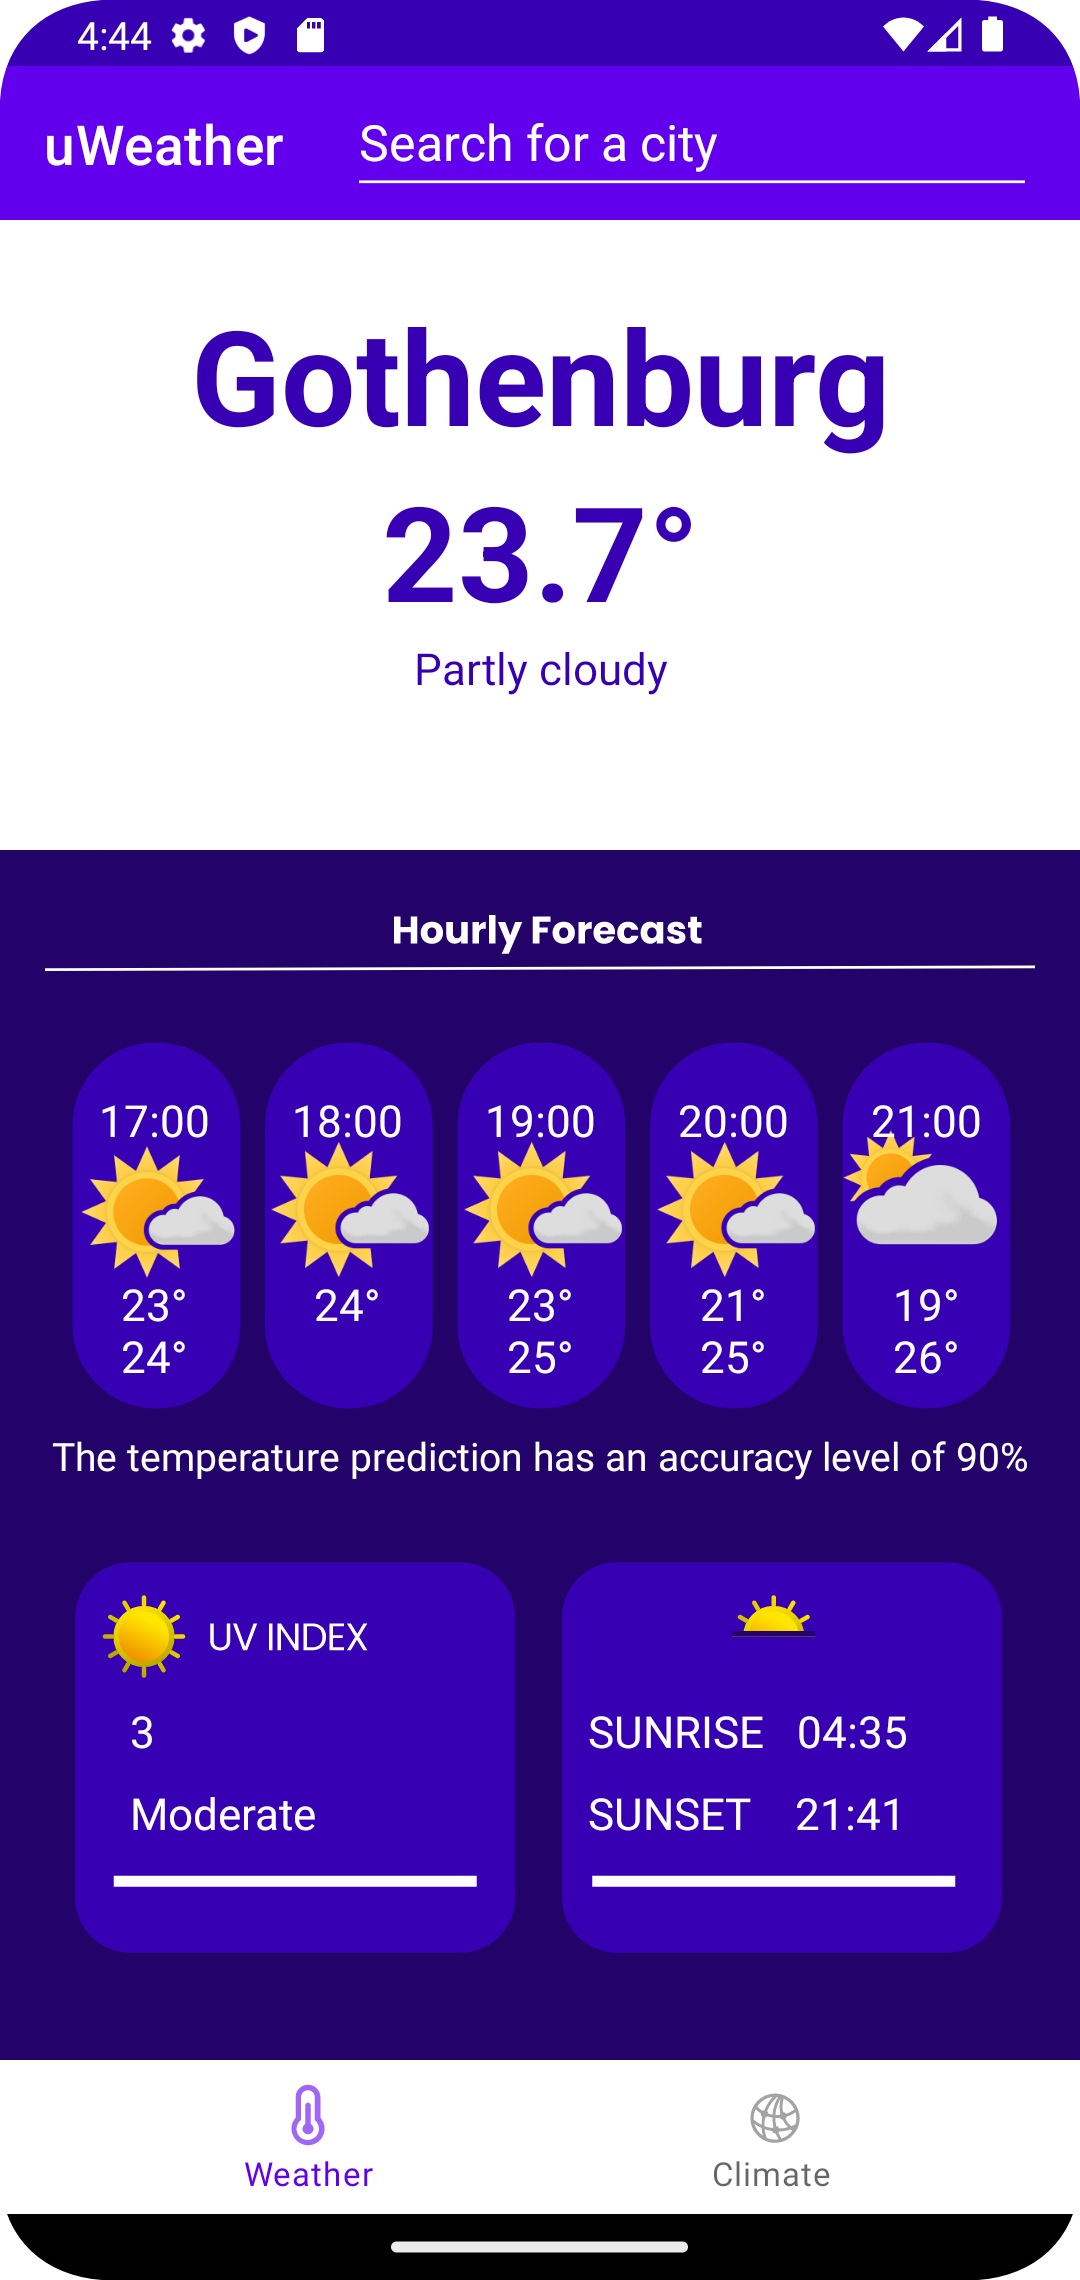 4:44
uWeather Search for a city
Gothenburg
23.7°
Partly cloudy
Hourly Forecast
17:00 18:00 19:00 20:00 21:00
23° 24° 23° 21° 19°
24° 25° 25° 26°
The temperature prediction has an accuracy level of 90%
UV INDEX
3
Moderate
SUNRISE 04:35
SUNSET 21:41
Weather Climate